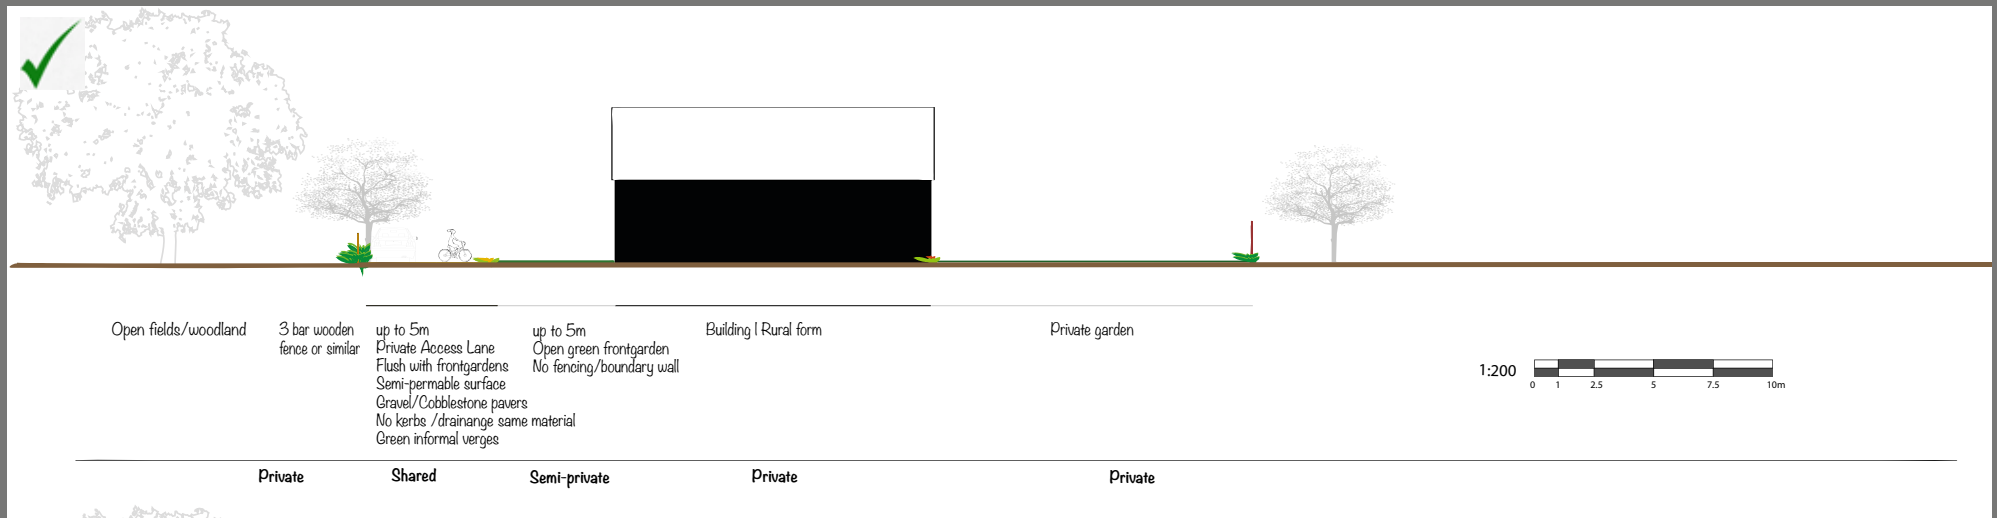 Open fields/woodland
3 bar wooden
fence or similar
up to 5m
Private Access Lane
Flush with frontgardens
Semi-permable surface
Gravel/Cobblestone pavers
No kerbs /drainange same material
Green informal verges
up to 5m
Open green frontgarden
No fencing/boundary wall
Building | Rural form
Private garden
1:200
0 1 2.5 5 7.5 10m
Private
Shared
Semi-private
Private
Private